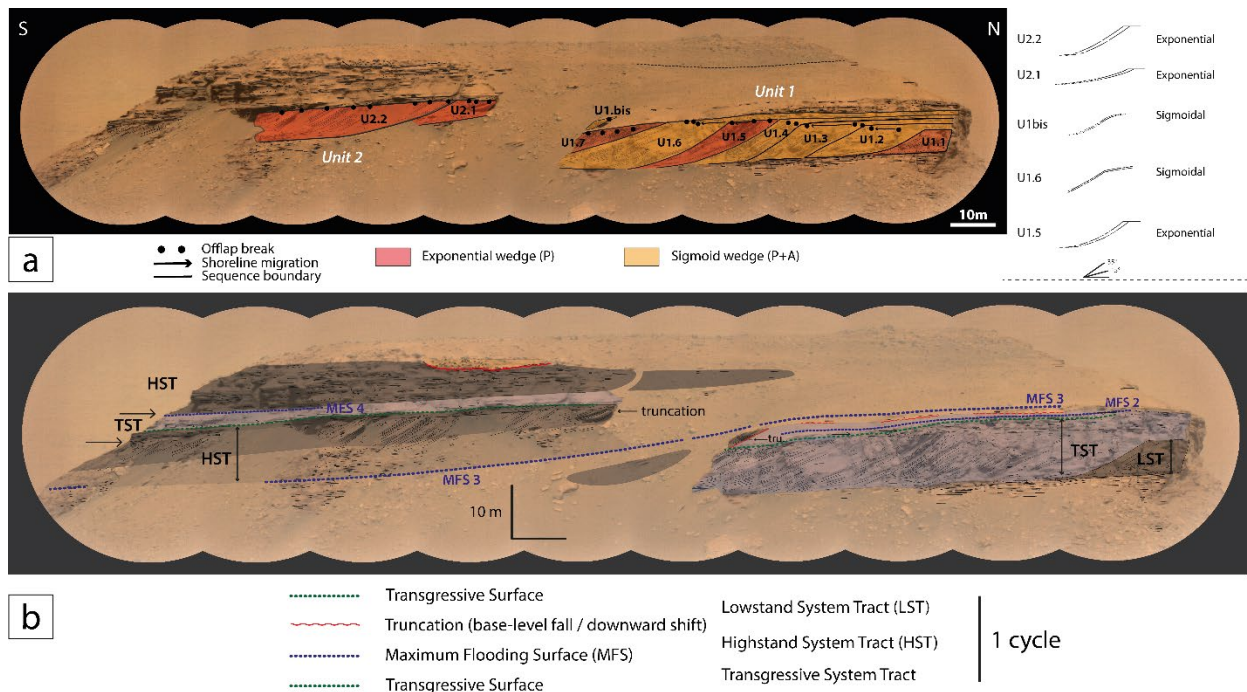 S
N
Unit 1
U1.bis
U2.1
U2.2
U1.7
U1.6
U1.5
U1.4
U1.3
U1.2
U1.1
Unit 2
10m
U2.2 Exponential
U2.1 Exponential
U1bis Sigmoidal
U1.6 Sigmoidal
U1.5 Exponential
a
Offlap break
Shoreline migration
Sequence boundary
Exponential wedge (P)
Sigmoid wedge (P+A)
HST
MFS 4
TST
HST
truncation
MFS 3
MFS 3
MFS 2
tru
TST
LST
10 m
b
Transgressive Surface
Truncation (base-level fall / downward shift)
Maximum Flooding Surface (MFS)
Transgressive Surface
Lowstand System Tract (LST)
Highstand System Tract (HST)
Transgressive System Tract
1 cycle